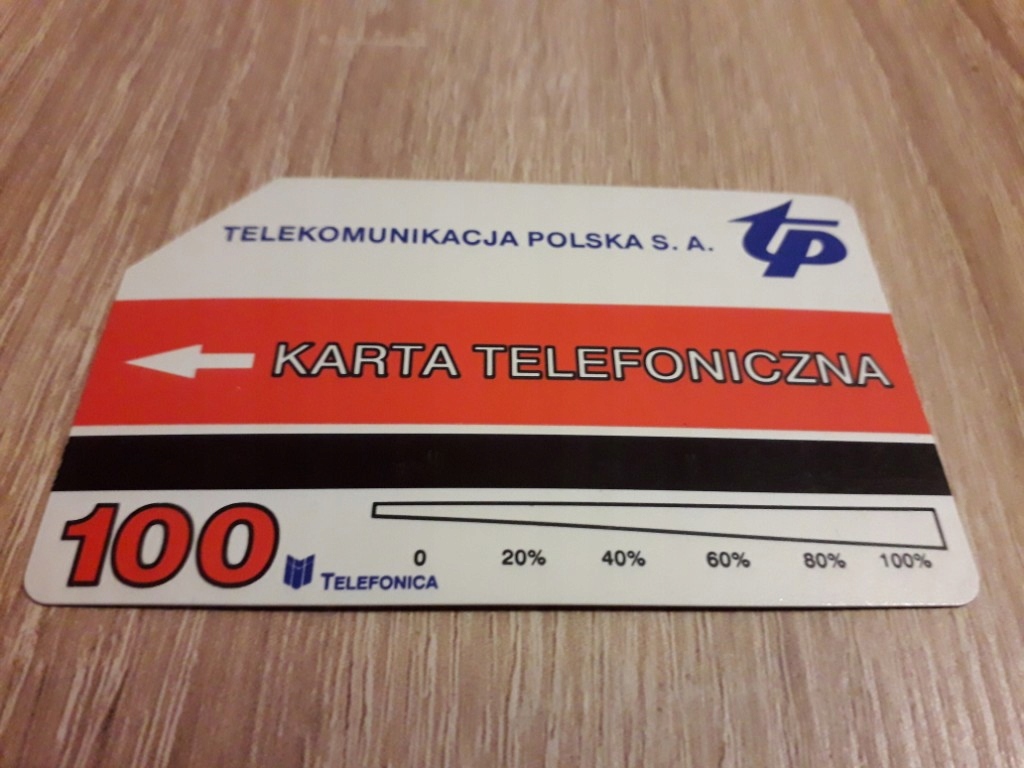 TELEKOMUNIKACJA POLSKA S. A.
tp
KARTA TELEFONICZNA
100
TELEFONICA
0 20% 40% 60% 80% 100%